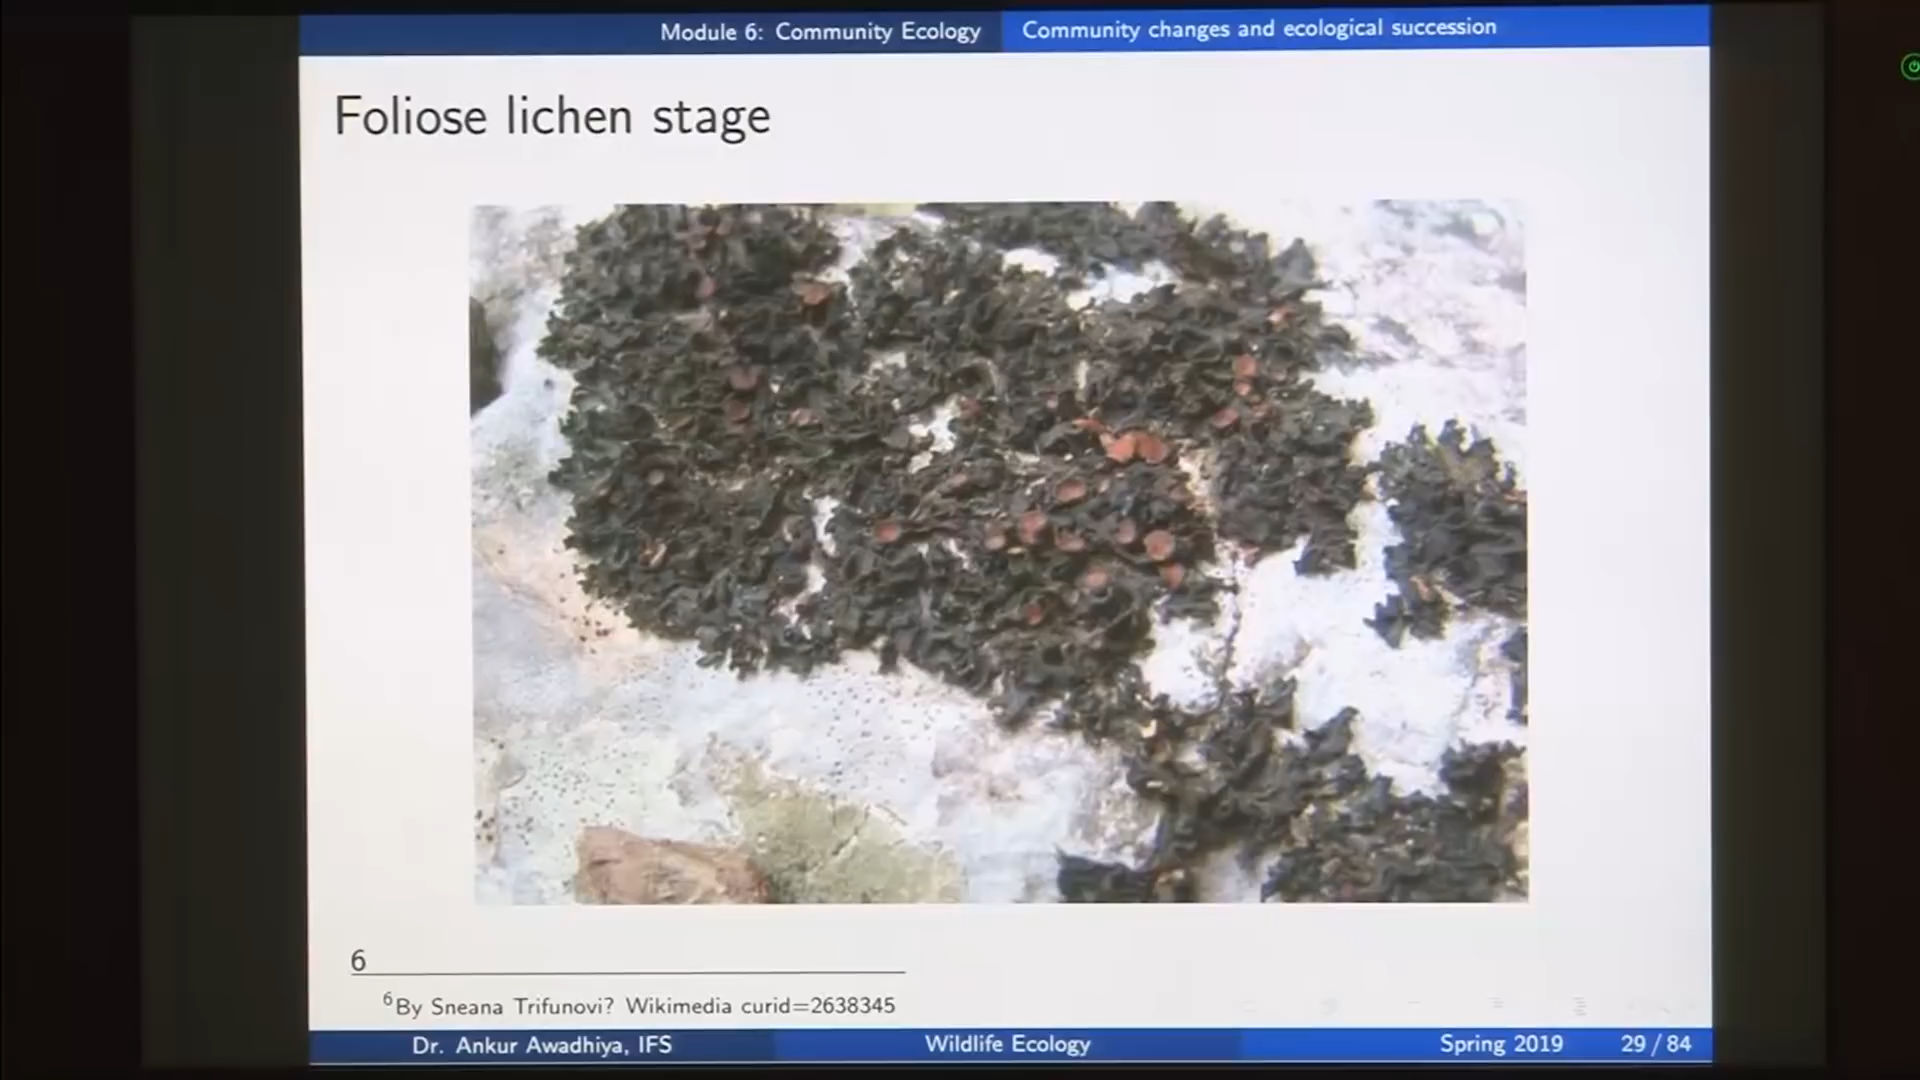 Module 6: Community Ecology Community changes and ecological succession
Foliose lichen stage
6
6By Sneana Trifunovi? Wikimedia curid=2638345
Dr. Ankur Awadhiya, IFS Wildlife Ecology Spring 2019 29 / 84